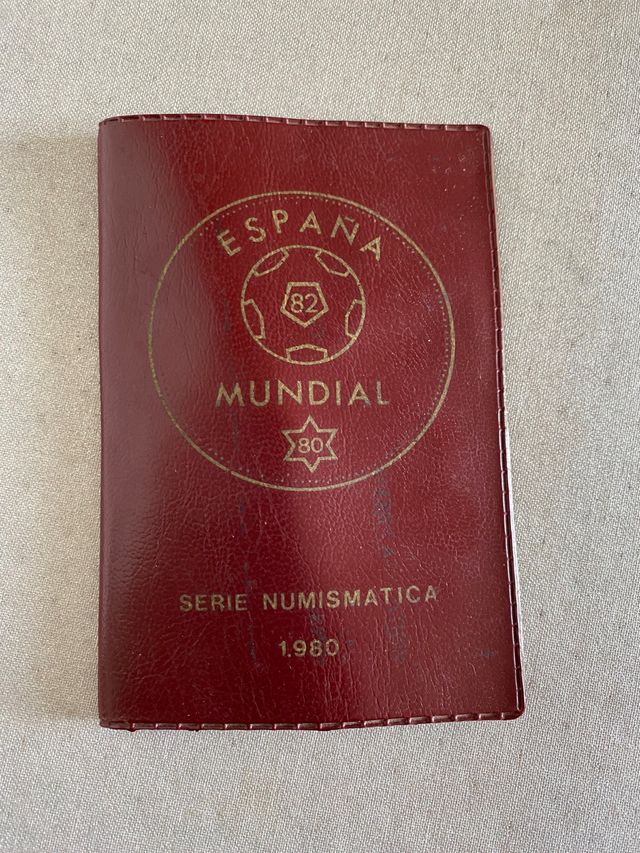 ESPAÑA
82
MUNDIAL
80
SERIE NUMISMATICA
1.980